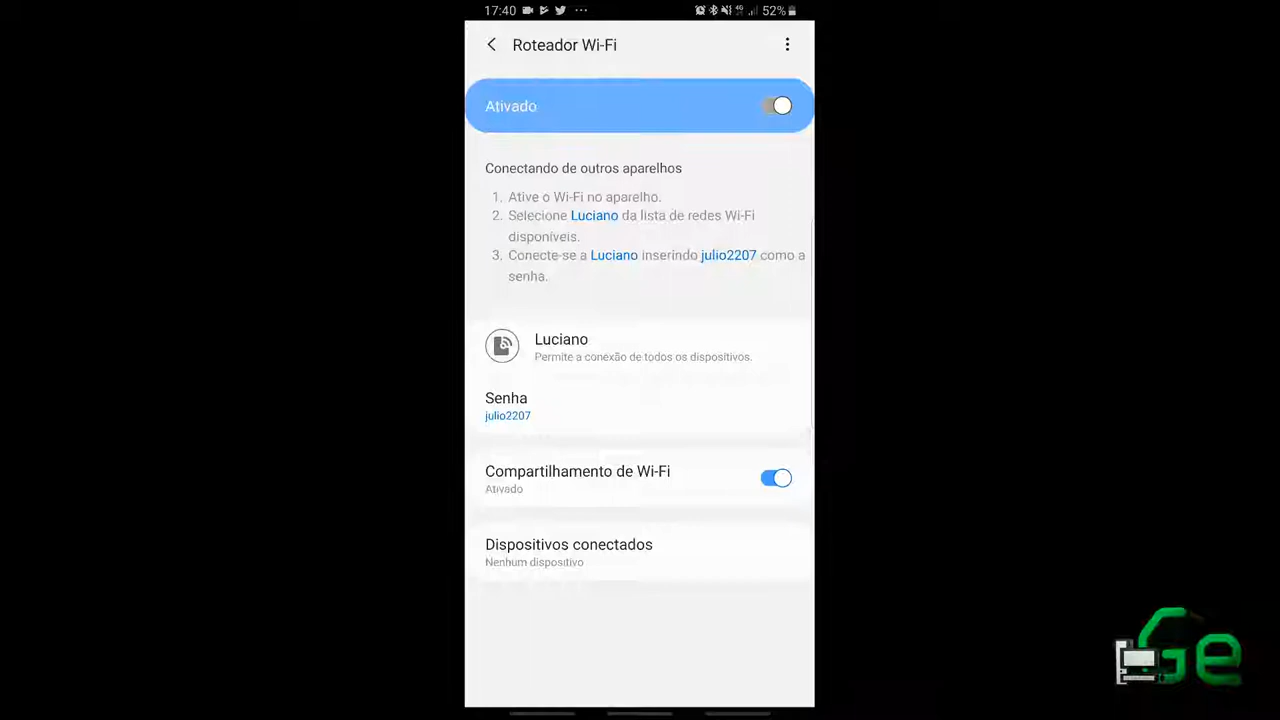 17:40 52%
Roteador Wi-Fi
Ativado
Conectando de outros aparelhos
1. Ative o Wi-Fi no aparelho.
2. Selecione Luciano da lista de redes Wi-Fi
disponíveis.
3. Conecte-se a Luciano inserindo julio2207 como a
senha.
Luciano
Permite a conexão de todos os dispositivos.
Senha
julio2207
Compartilhamento de Wi-Fi
Ativado
Dispositivos conectados
Nenhum dispositivo
Ge